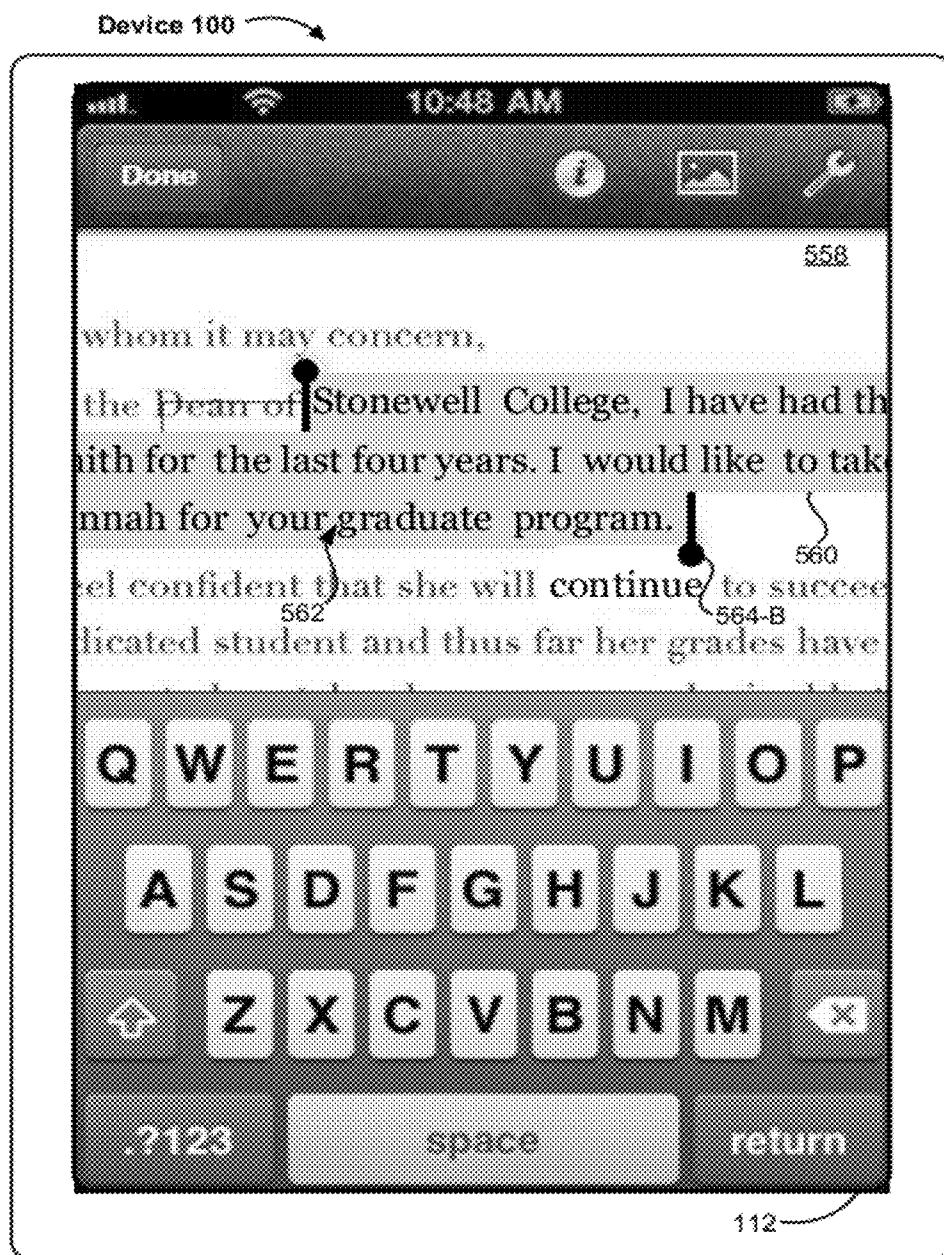 Device 100
10:48 AM
Done
558
whom it may concern,
the Dean of Stonewell College, I have had th
ith for the last four years. I would like to take
nnah for your graduate program.
560
el confident that she will continue to succee
562
564-B
licated student and thus far her grades have
Q W E R T Y U I O P
A S D F G H J K L
Z X C V B N M
.?123 space return
112